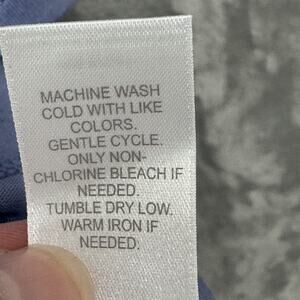 MACHINE WASH
COLD WITH LIKE
COLORS.
GENTLE CYCLE.
ONLY NON-
CHLORINE BLEACH IF
NEEDED.
TUMBLE DRY LOW.
WARM IRON IF
NEEDED.